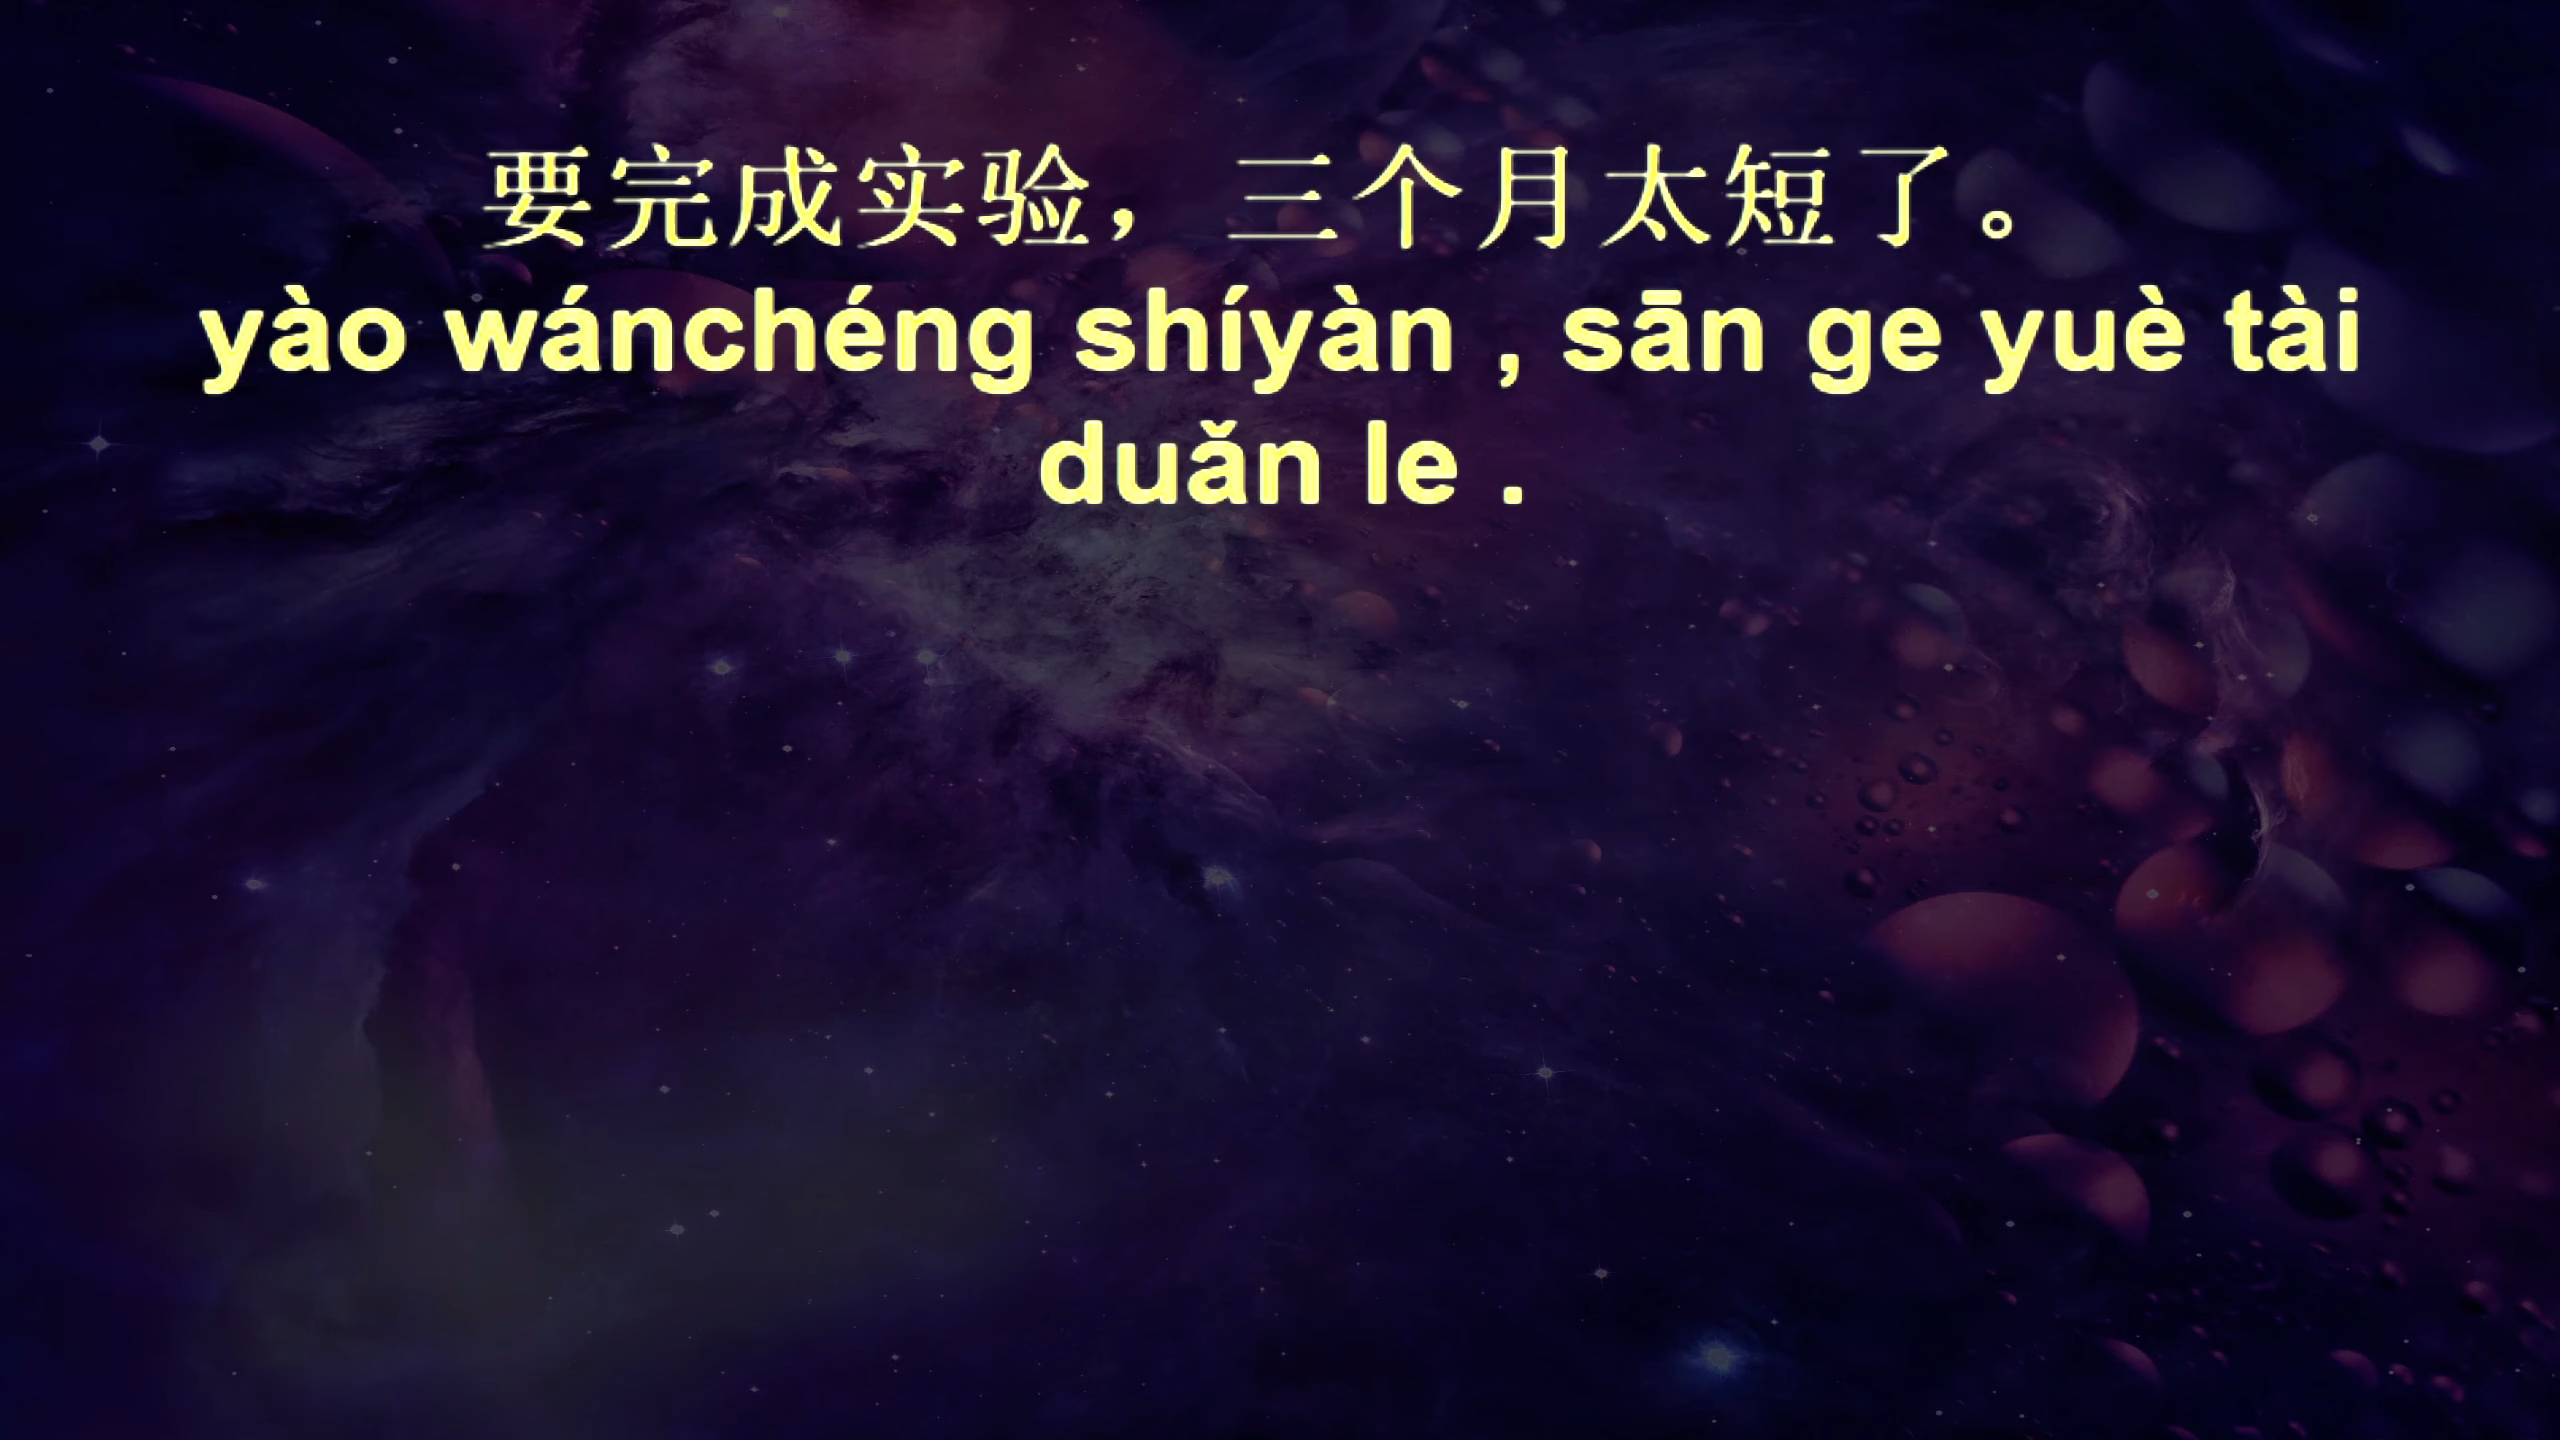 要完成实验，三个月太短了。
yào wánchéng shíyàn , sān ge yuè tài
duǎn le .